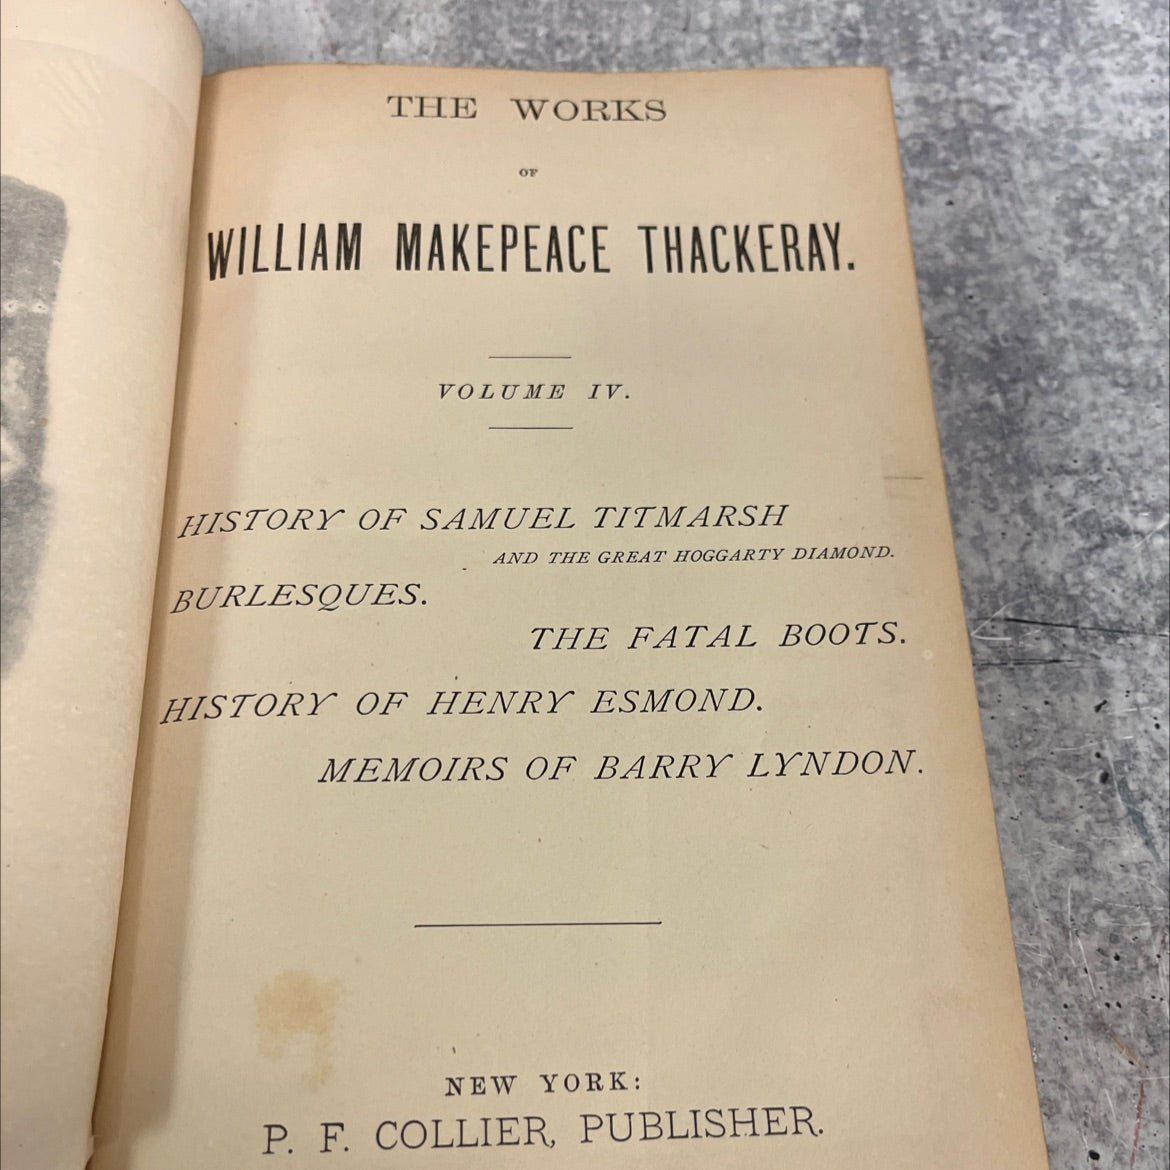 THE WORKS
OF
WILLIAM MAKEPEACE THACKERAY.
VOLUME IV.
HISTORY OF SAMUEL TITMARSH
AND THE GREAT HOGGARTY DIAMOND.
BURLESQUES.
THE FATAL BOOTS.
HISTORY OF HENRY ESMOND.
MEMOIRS OF BARRY LYNDON.
NEW YORK:
P. F. COLLIER, PUBLISHER.